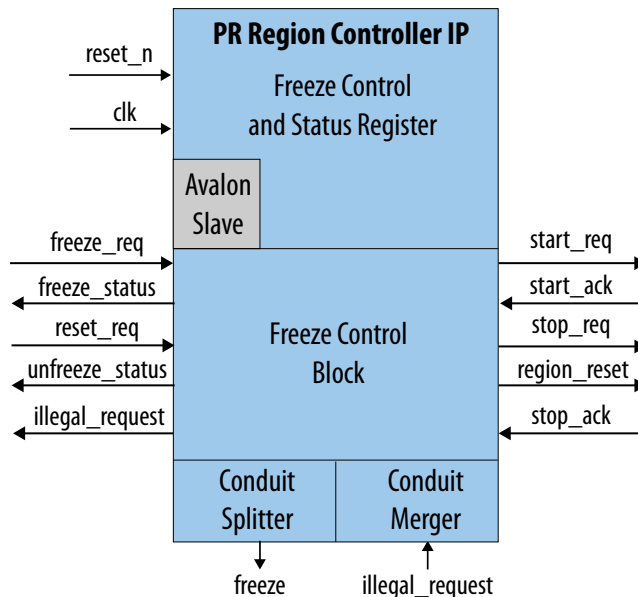 PR Region Controller IP
reset_n
Freeze Control
and Status Register
clk
Avalon
Slave
freeze_req
start_req
freeze_status
start_ack
reset_req
stop_req
Freeze Control
Block
unfreeze_status
region_reset
illegal_request
stop_ack
Conduit
Splitter
Conduit
Merger
freeze
illegal_request